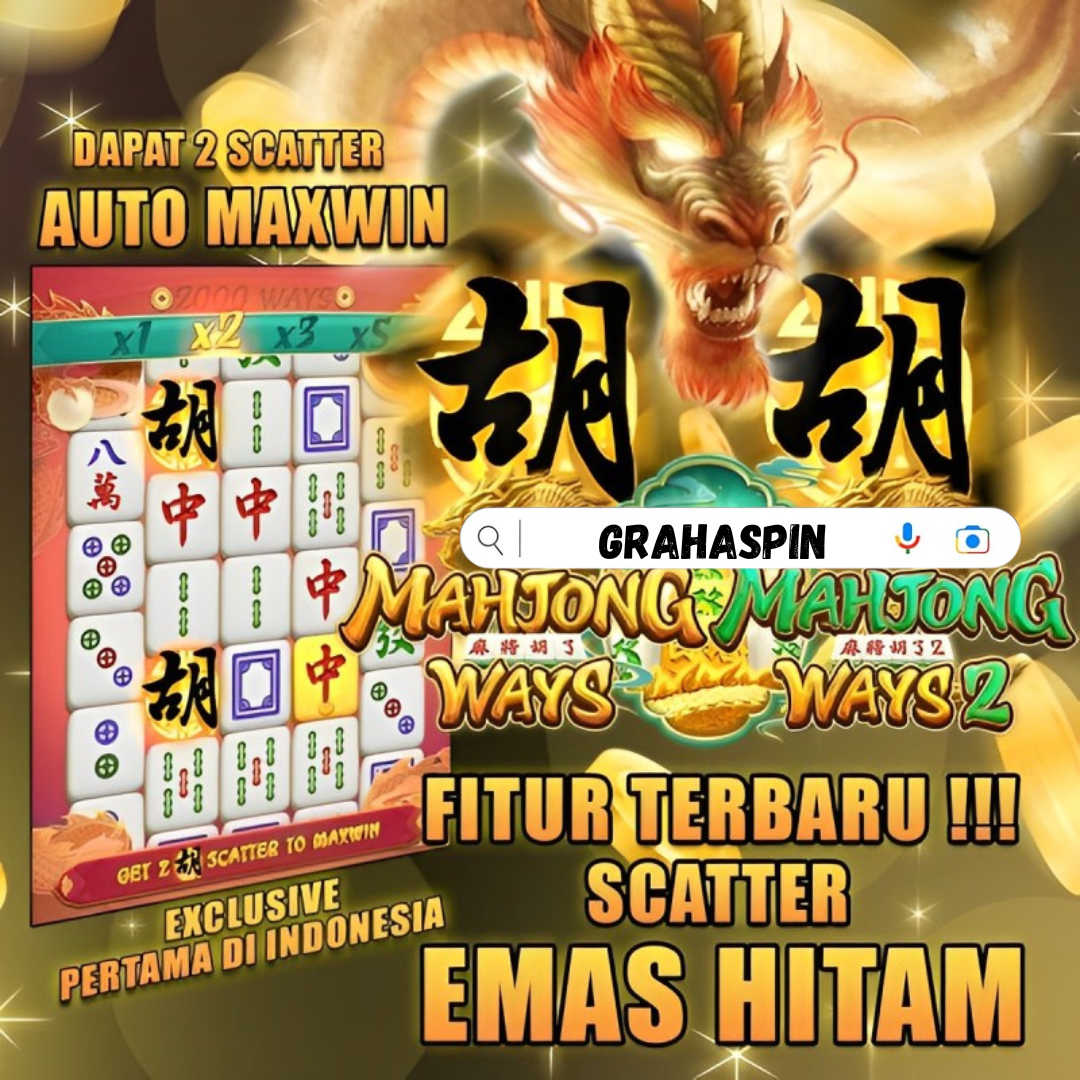 DAPAT 2 SCATTER
AUTO MAXWIN
2000 WAYS
x1 x2 x3 x5
胡
八
萬
中
中
中
胡
中
發
GET 2 胡 SCATTER TO MAXWIN
EXCLUSIVE
PERTAMA DI INDONESIA
胡 胡
GRAHASPIN
MAHJONG
麻將胡了
WAYS
MAHJONG
麻將胡了2
WAYS 2
FITUR TERBARU !!!
SCATTER
EMAS HITAM